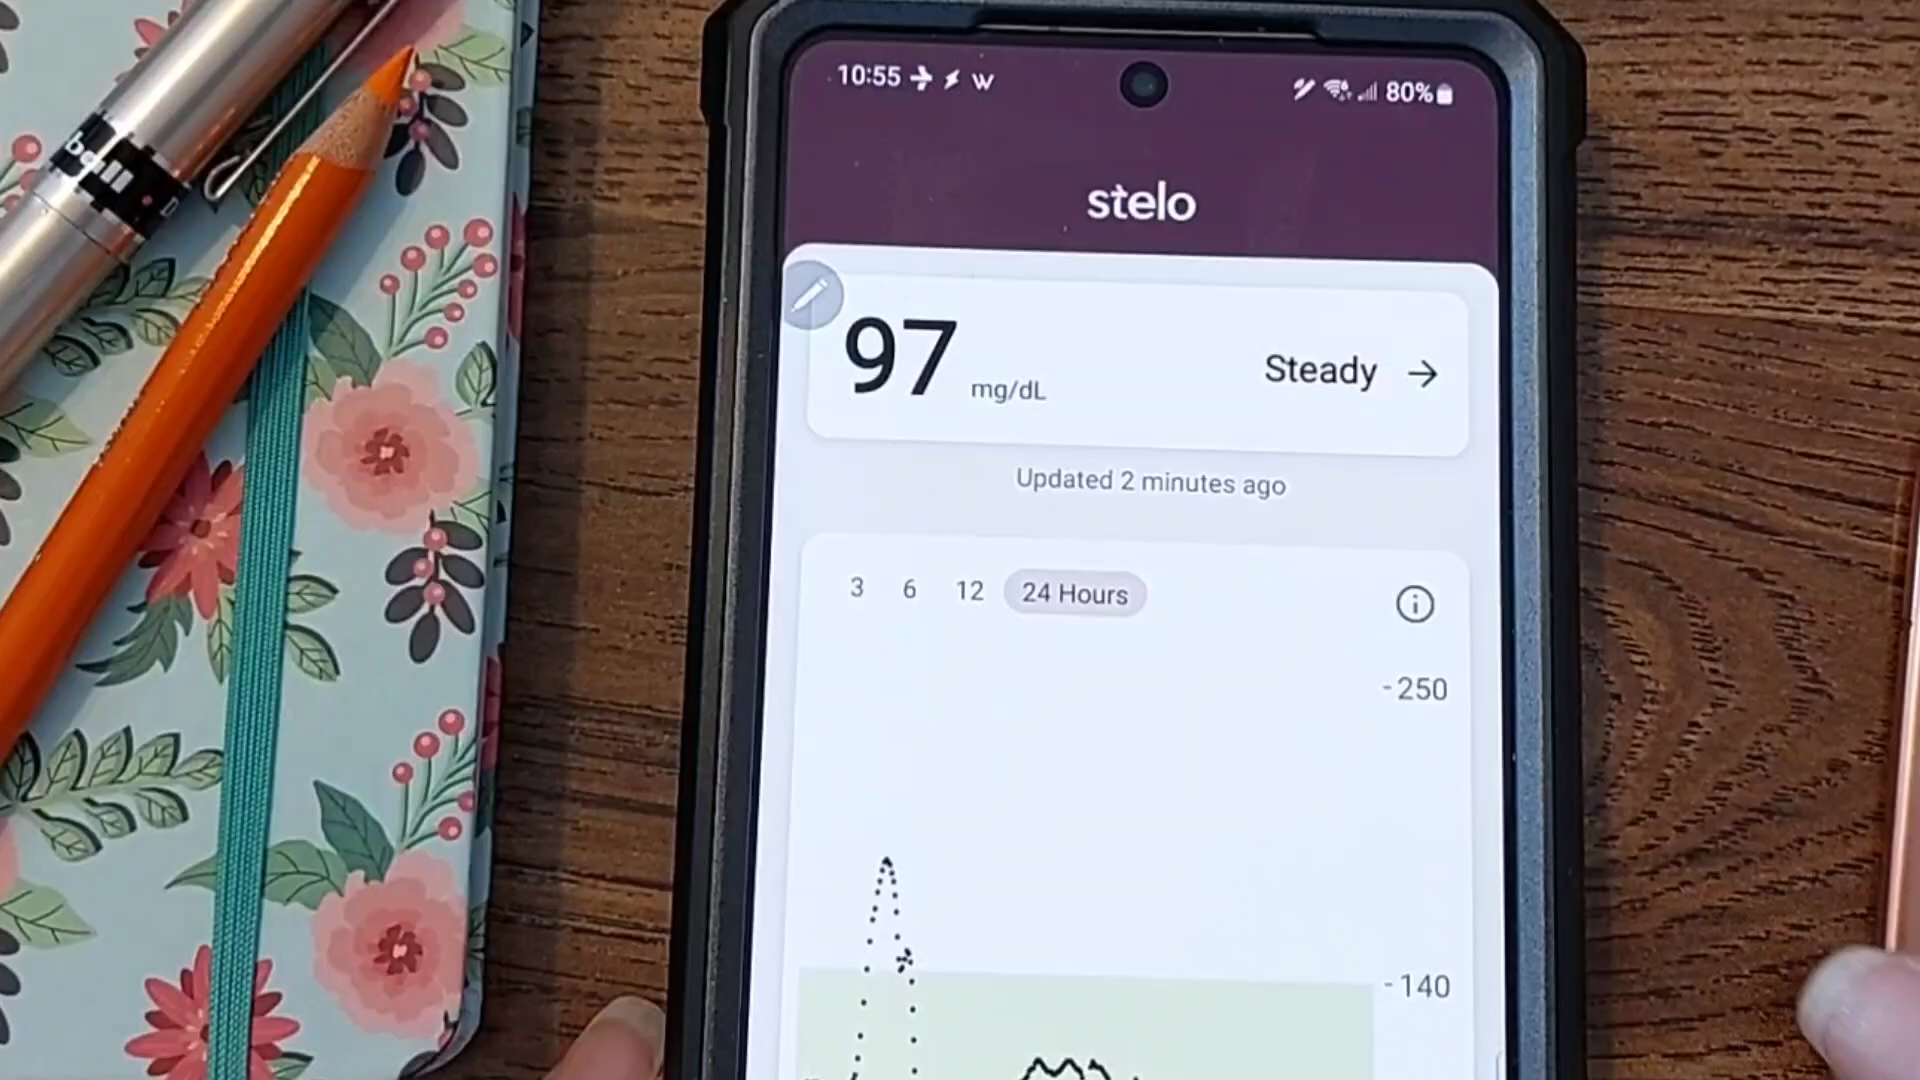 ball
10:55 W 80%
stelo
97 mg/dL Steady →
Updated 2 minutes ago
3 6 12 24 Hours
-250
-140